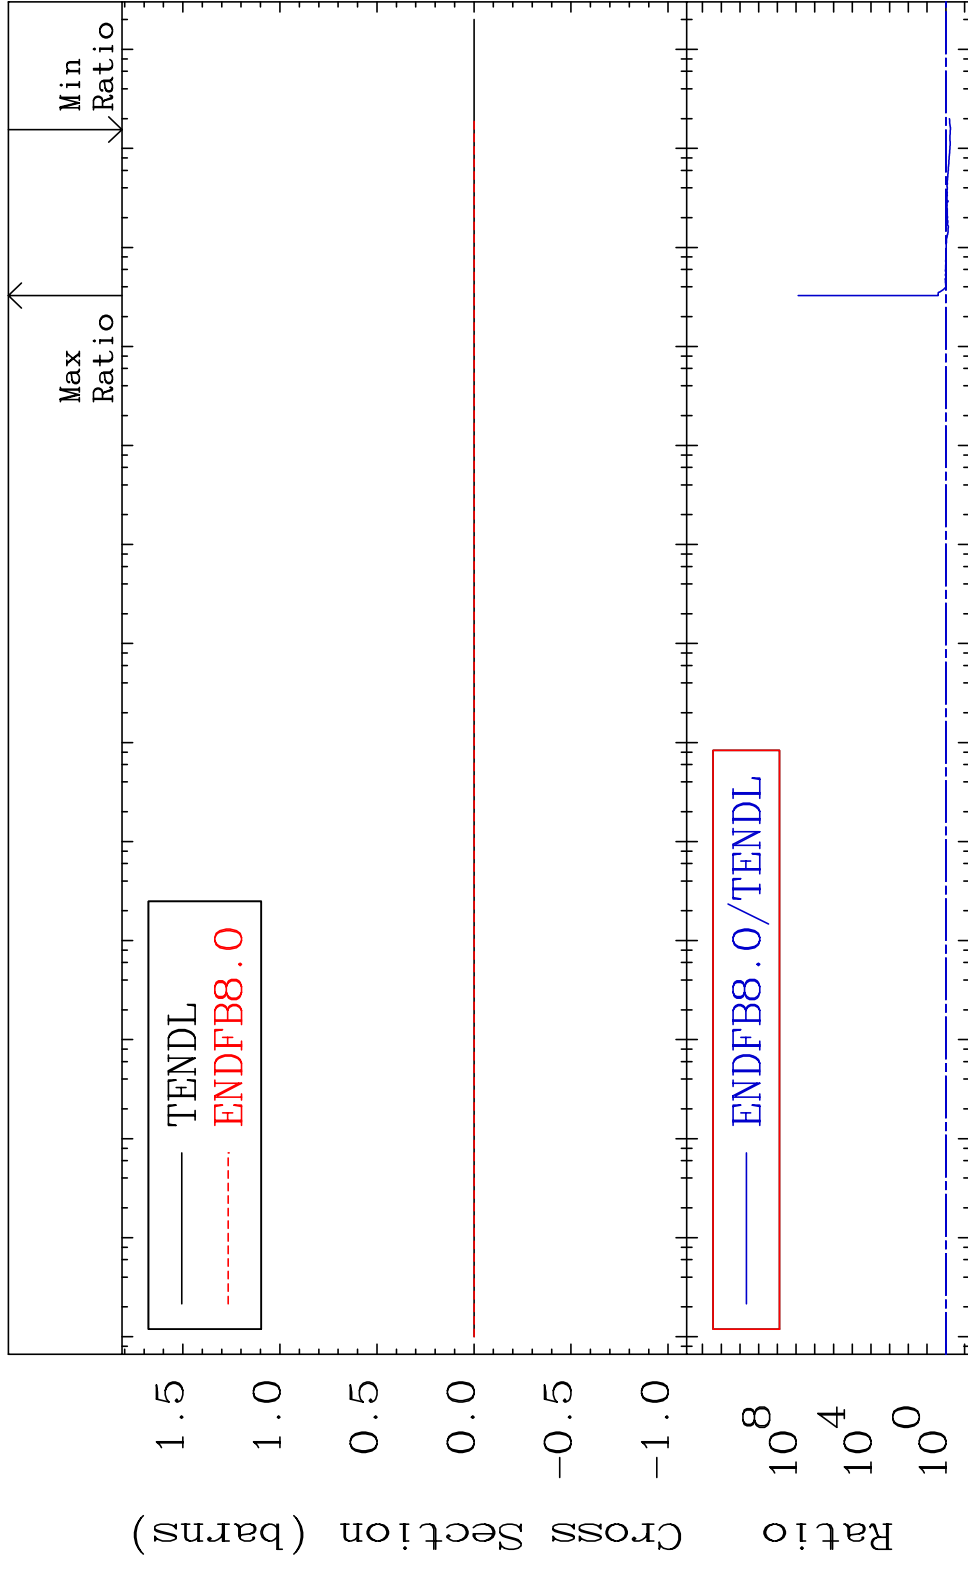 Max
Ratio
Min
Ratio
TENDL
ENDFB8.0
1.5
1.0
0.5
0.0
-0.5
-1.0
Cross Section (barns)
ENDFB8.0/TENDL
10^8
10^4
10^0
Ratio